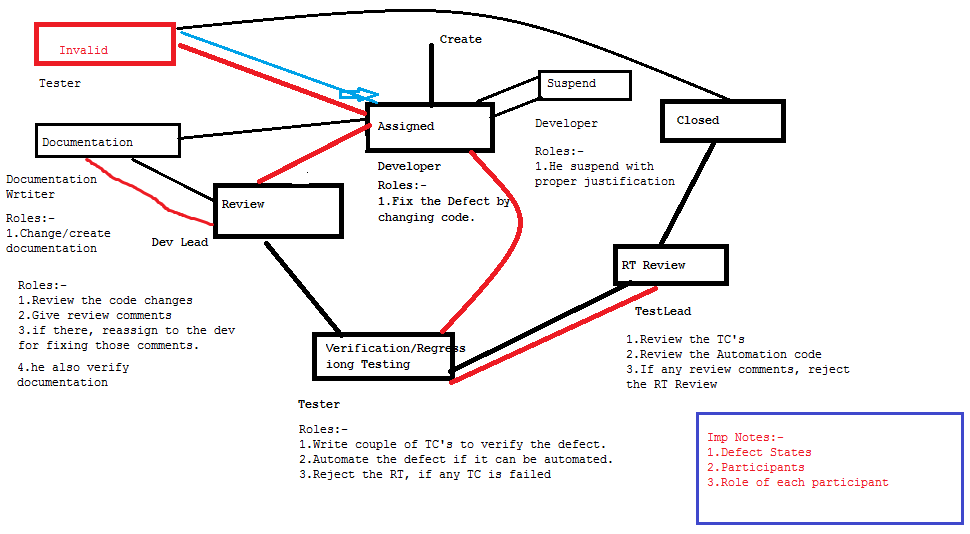 Create
Invalid
Tester
Suspend
Developer
Roles:-
1.He suspend with
proper justification
Closed
Assigned
Developer
Roles:-
1.Fix the Defect by
changing code.
Documentation
Documentation
Wrtiter
Roles:-
1.Change/create
documentation
Review
Dev Lead
Roles:-
1.Review the code changes
2.Give review comments
3.if there, reassign to the dev
for fixing those comments.
4.he also verify
documentation
RT Review
TestLead
1.Review the TC's
2.Review the Automation code
3.If any review comments, reject
the RT Review
Verification/Regress
iong Testing
Tester
Roles:-
1.Write couple of TC's to verify the defect.
2.Automate the defect if it can be automated.
3.Reject the RT, if any TC is failed
Imp Notes:-
1.Defect States
2.Participants
3.Role of each participant